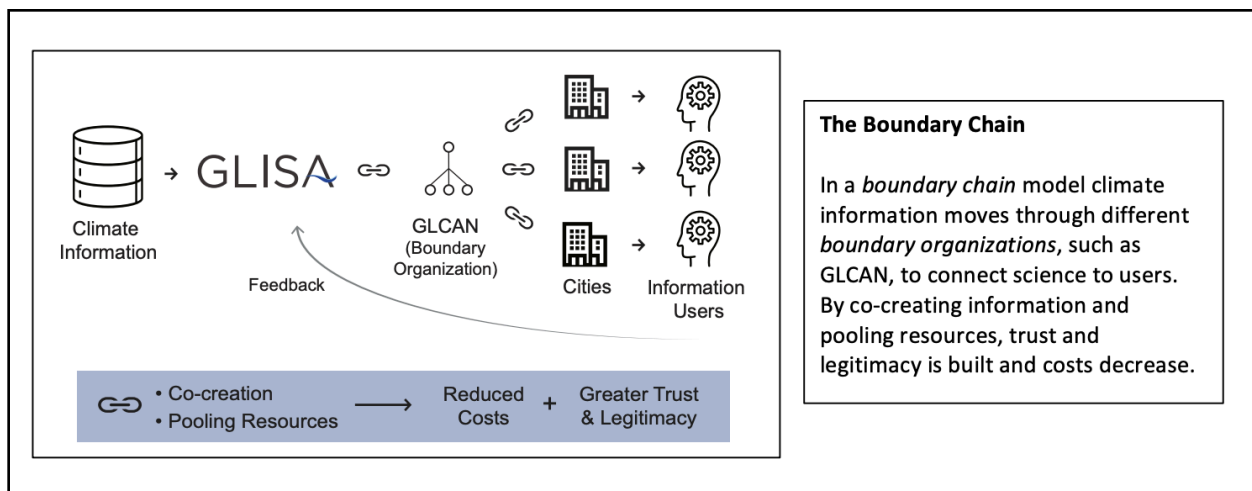 Climate
Information
GLISA
GLCAN
(Boundary
Organization)
Feedback
Cities
Information
Users
• Co-creation
• Pooling Resources
Reduced
Costs
+
Greater Trust
& Legitimacy
The Boundary Chain
In a boundary chain model climate
information moves through different
boundary organizations, such as
GLCAN, to connect science to users.
By co-creating information and
pooling resources, trust and
legitimacy is built and costs decrease.